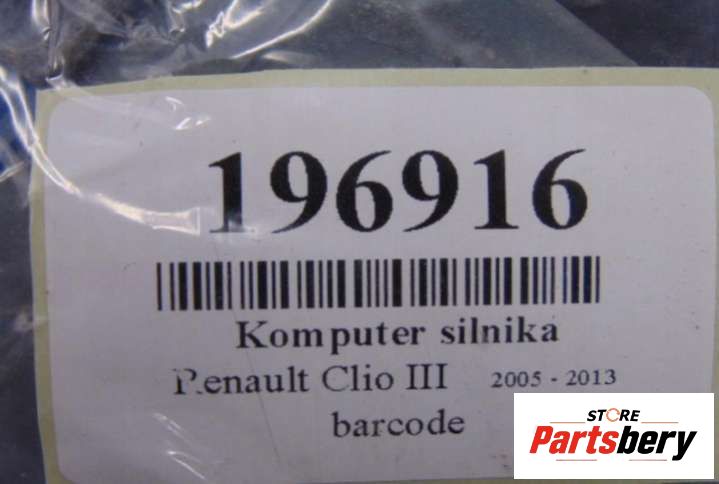 196916
Komputer silnika
Renault Clio III 2005 - 2013
barcode
STORE
Partsbery